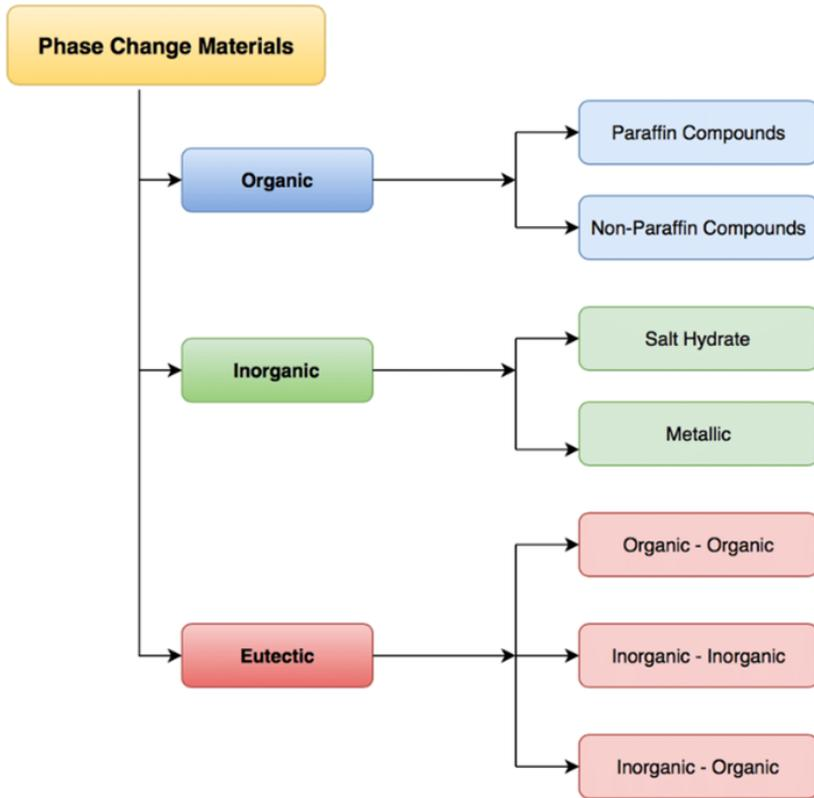 Phase Change Materials
Organic
Paraffin Compounds
Non-Paraffin Compounds
Inorganic
Salt Hydrate
Metallic
Eutectic
Organic - Organic
Inorganic - Inorganic
Inorganic - Organic